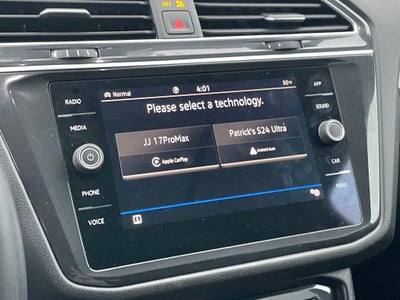 OFF
RADIO
MEDIA
PHONE
VOICE
Normal
4:01
50°F
Please select a technology.
JJ 17ProMax
Apple CarPlay
Patrick's S24 Ultra
Android Auto
APP
SOUND
CAR
MENU